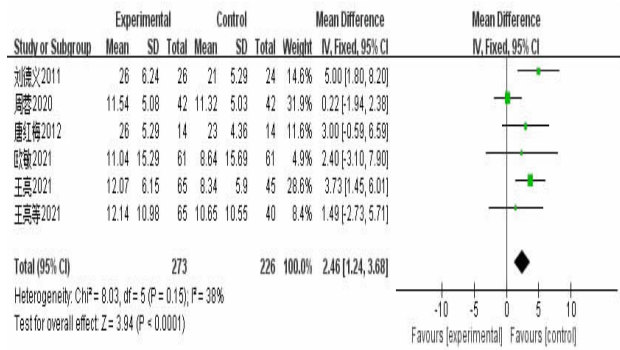 Experimental Control Mean Difference Mean Difference
Study or Subgroup Mean SD Total Mean SD Total Weight IV, Fixed, 95% CI IV, Fixed, 95% CI
刘德义2011 26 6.24 26 21 5.29 24 14.6% 5.00 [1.80, 8.20]
周蓉2020 11.54 5.08 42 11.32 5.03 42 31.9% 0.22 [-1.94, 2.38]
唐红梅2012 26 5.29 14 23 4.36 14 11.6% 3.00 [-0.59, 6.59]
欧敏2021 11.04 15.29 61 8.64 15.69 61 4.9% 2.40 [-3.10, 7.90]
王亮2021 12.07 6.15 65 8.34 5.9 45 28.6% 3.73 [1.45, 6.01]
王亮等2021 12.14 10.98 65 10.65 10.55 40 8.4% 1.49 [-2.73, 5.71]
Total (95% CI) 273 226 100.0% 2.46 [1.24, 3.68]
Heterogeneity: Chi² = 8.03, df = 5 (P = 0.15); I² = 38%
Test for overall effect: Z = 3.94 (P < 0.0001)
-10 -5 0 5 10
Favours [experimental] Favours [control]